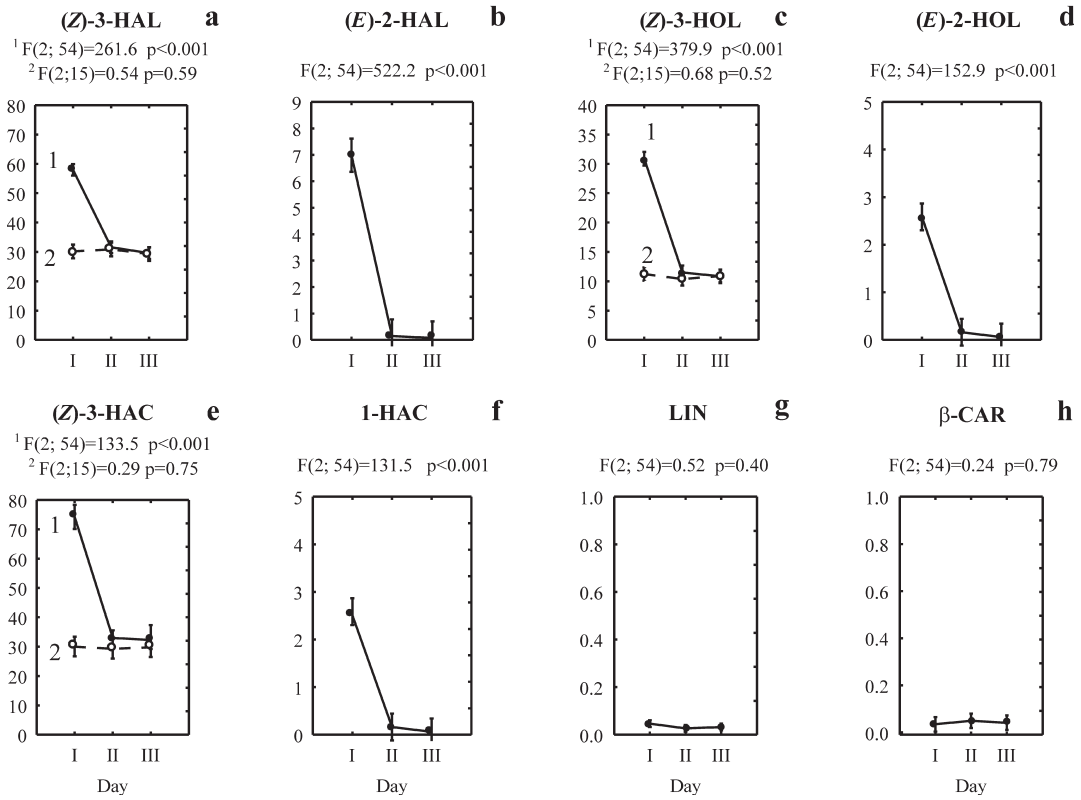 (Z)-3-HAL a
¹ F(2; 54)=261.6 p<0.001
² F(2;15)=0.54 p=0.59
80
70
60
50
40
30
20
10
0
1
2
I II III
(E)-2-HAL b
F(2; 54)=522.2 p<0.001
9
8
7
6
5
4
3
2
1
0
I II III
(Z)-3-HOL c
¹ F(2; 54)=379.9 p<0.001
² F(2;15)=0.68 p=0.52
40
35
30
25
20
15
10
5
0
1
2
I II III
(E)-2-HOL d
F(2; 54)=152.9 p<0.001
5
4
3
2
1
0
I II III
(Z)-3-HAC e
¹ F(2; 54)=133.5 p<0.001
² F(2;15)=0.29 p=0.75
80
70
60
50
40
30
20
10
0
1
2
I II III
Day
1-HAC f
F(2; 54)=131.5 p<0.001
5
4
3
2
1
0
I II III
Day
LIN g
F(2; 54)=0.52 p=0.40
1.0
0.8
0.6
0.4
0.2
0.0
I II III
Day
β-CAR h
F(2; 54)=0.24 p=0.79
1.0
0.8
0.6
0.4
0.2
0.0
I II III
Day